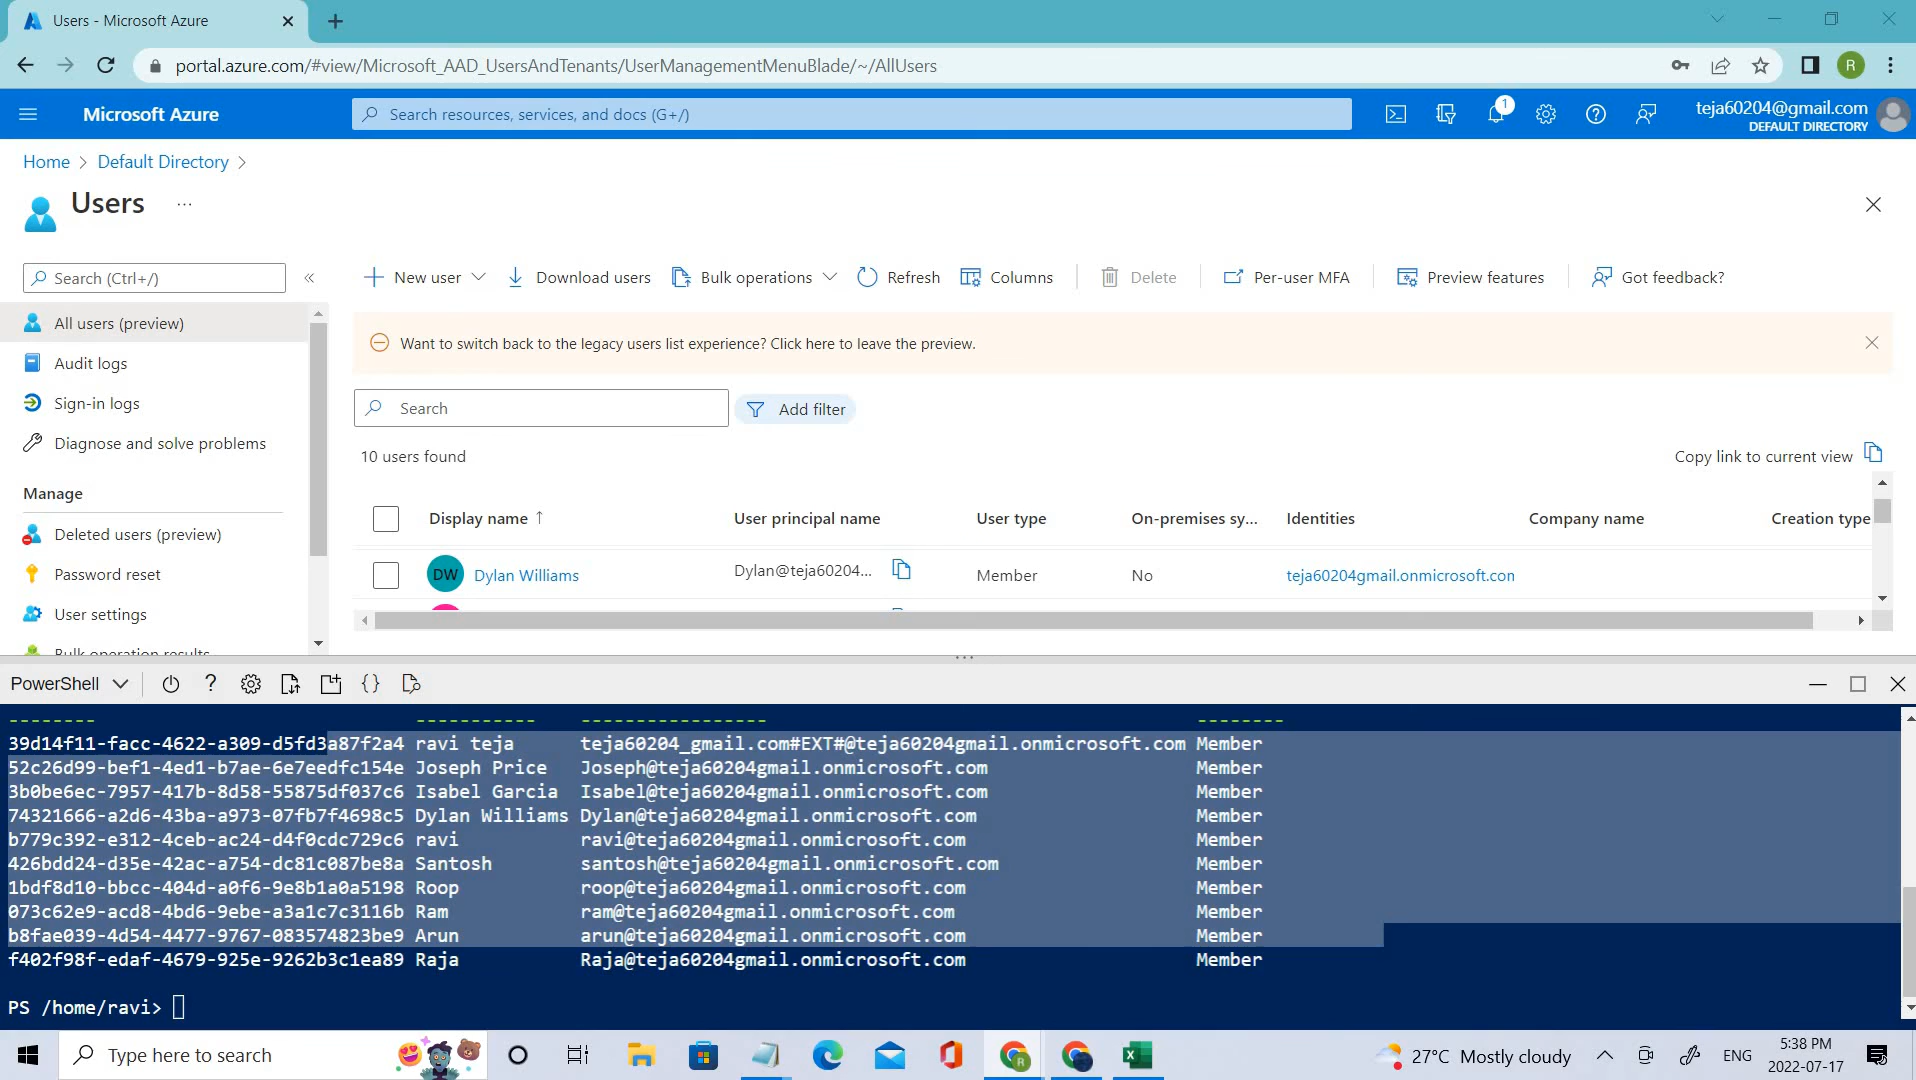 Users - Microsoft Azure
portal.azure.com/#view/Microsoft_AAD_UsersAndTenants/UserManagementMenuBlade/~/AllUsers
R
Microsoft Azure
Search resources, services, and docs (G+/)
1
teja60204@gmail.com
DEFAULT DIRECTORY
Home > Default Directory >
Users ...
Search (Ctrl+/) «
New user
Download users
Bulk operations
Refresh
Columns
Delete
Per-user MFA
Preview features
Got feedback?
All users (preview)
Audit logs
Sign-in logs
Diagnose and solve problems
Manage
Deleted users (preview)
Password reset
User settings
Bulk operation results
Want to switch back to the legacy users list experience? Click here to leave the preview.
Search
Add filter
10 users found
Copy link to current view
Display name ↑ User principal name User type On-premises sy... Identities Company name Creation type
DW Dylan Williams Dylan@teja60204... Member No teja60204gmail.onmicrosoft.con
PowerShell
? {}
-------- ----------- ----------------- --------
39d14f11-facc-4622-a309-d5fd3a87f2a4 ravi teja teja60204_gmail.com#EXT#@teja60204gmail.onmicrosoft.com Member
52c26d99-bef1-4ed1-b7ae-6e7eedfc154e Joseph Price Joseph@teja60204gmail.onmicrosoft.com Member
3b0be6ec-7957-417b-8d58-55875df037c6 Isabel Garcia Isabel@teja60204gmail.onmicrosoft.com Member
74321666-a2d6-43ba-a973-07fb7f4698c5 Dylan Williams Dylan@teja60204gmail.onmicrosoft.com Member
b779c392-e312-4ceb-ac24-d4f0cdc729c6 ravi ravi@teja60204gmail.onmicrosoft.com Member
426bdd24-d35e-42ac-a754-dc81c087be8a Santosh santosh@teja60204gmail.onmicrosoft.com Member
1bdf8d10-bbcc-404d-a0f6-9e8b1a0a5198 Roop roop@teja60204gmail.onmicrosoft.com Member
073c62e9-acd8-4bd6-9ebe-a3a1c7c3116b Ram ram@teja60204gmail.onmicrosoft.com Member
b8fae039-4d54-4477-9767-083574823be9 Arun arun@teja60204gmail.onmicrosoft.com Member
f402f98f-edaf-4679-925e-9262b3c1ea89 Raja Raja@teja60204gmail.onmicrosoft.com Member
PS /home/ravi>
Type here to search
27°C Mostly cloudy
ENG
5:38 PM
2022-07-17